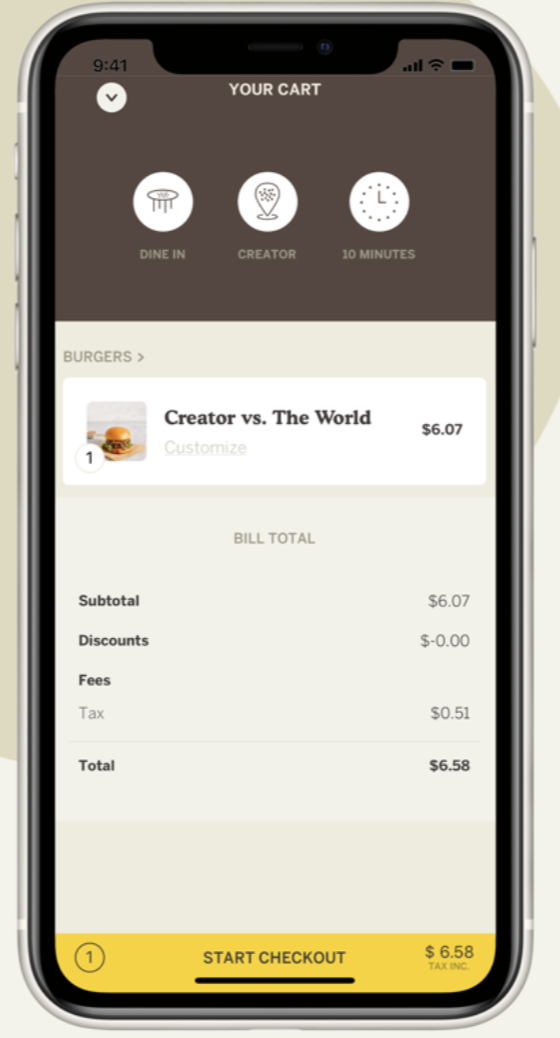 9:41
YOUR CART
DINE IN
CREATOR
10 MINUTES
BURGERS >
Creator vs. The World
$6.07
Customize
1
BILL TOTAL
Subtotal $6.07
Discounts $-0.00
Fees
Tax $0.51
Total $6.58
1 START CHECKOUT $ 6.58
TAX INC.